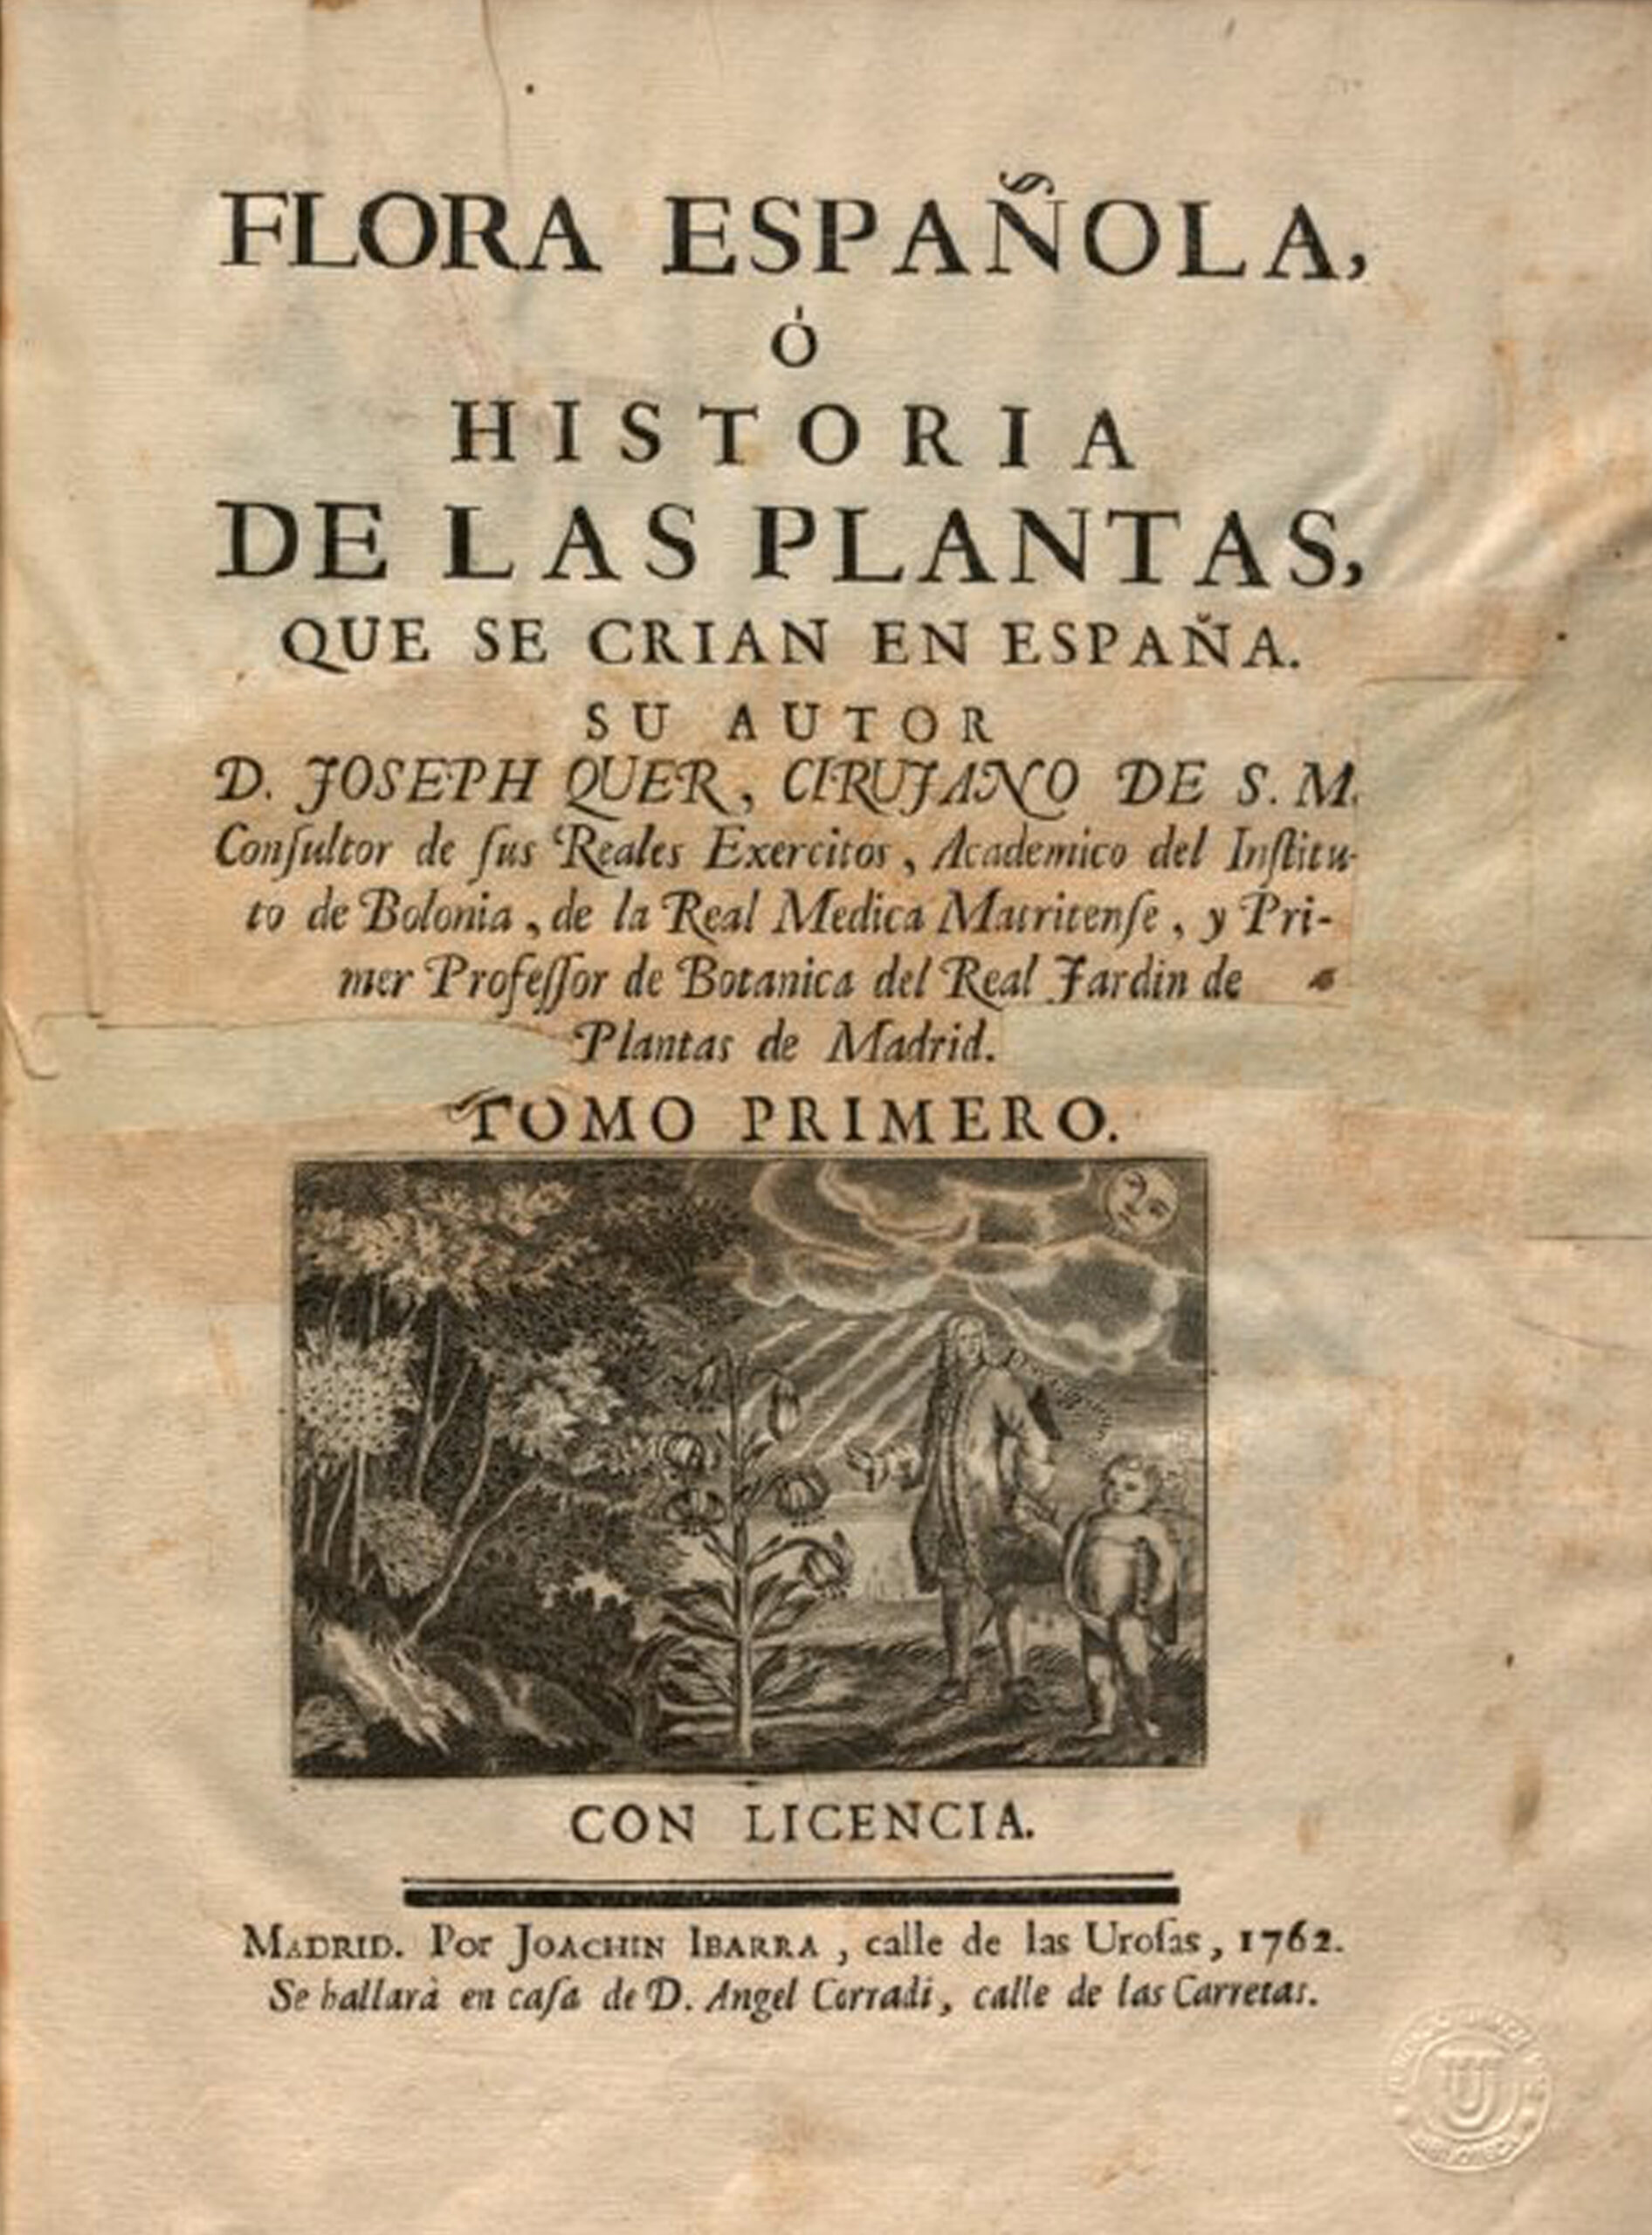 FLORA ESPAÑOLA,
Ó
HISTORIA
DE LAS PLANTAS,
QUE SE CRIAN EN ESPAÑA.
SU AUTOR
D. JOSEPH QUER, CIRUJANO DE S. M.
Conſultor de ſus Reales Exercitos, Academico del Inſtitu-
to de Bolonia, de la Real Medica Matritenſe, y Pri-
mer Profeſſor de Botanica del Real Jardin de
Plantas de Madrid.
TOMO PRIMERO.
CON LICENCIA.
MADRID. Por JOACHIN IBARRA, calle de las Uroſas, 1762.
Se hallarà en caſa de D. Angel Corradi, calle de las Carretas.